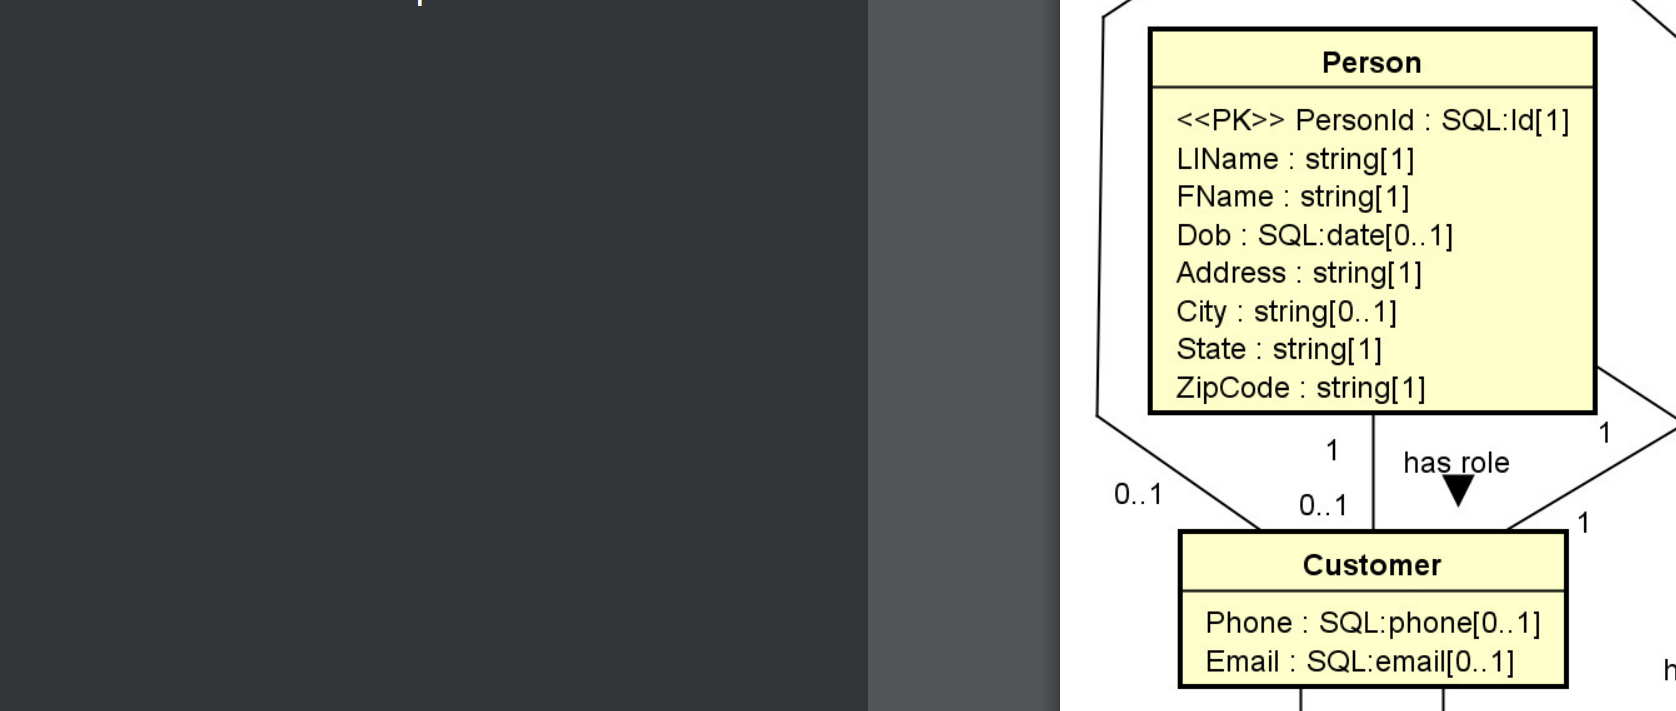 Person
<<PK>> PersonId : SQL:Id[1]
LlName : string[1]
FName : string[1]
Dob : SQL:date[0..1]
Address : string[1]
City : string[0..1]
State : string[1]
ZipCode : string[1]
1
1
has role
0..1
0..1
1
Customer
Phone : SQL:phone[0..1]
Email : SQL:email[0..1]